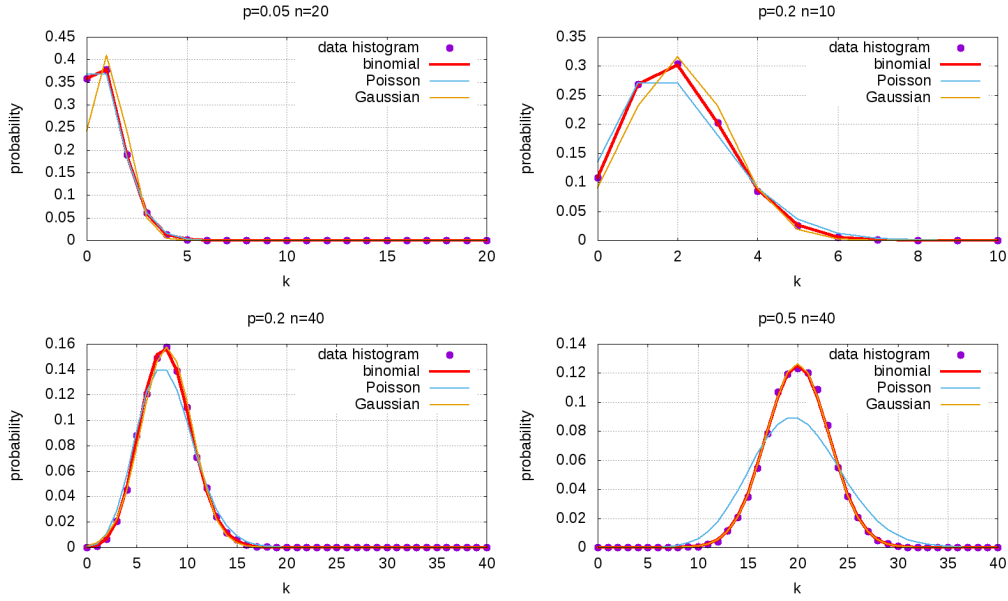 p=0.05 n=20
0.45
0.4
0.35
0.3
0.25
0.2
0.15
0.1
0.05
0
probability
data histogram
binomial
Poisson
Gaussian
0 5 10 15 20
k
p=0.2 n=10
0.35
0.3
0.25
0.2
0.15
0.1
0.05
0
probability
data histogram
binomial
Poisson
Gaussian
0 2 4 6 8 10
k
p=0.2 n=40
0.16
0.14
0.12
0.1
0.08
0.06
0.04
0.02
0
probability
data histogram
binomial
Poisson
Gaussian
0 5 10 15 20 25 30 35 40
k
p=0.5 n=40
0.14
0.12
0.1
0.08
0.06
0.04
0.02
0
probability
data histogram
binomial
Poisson
Gaussian
0 5 10 15 20 25 30 35 40
k